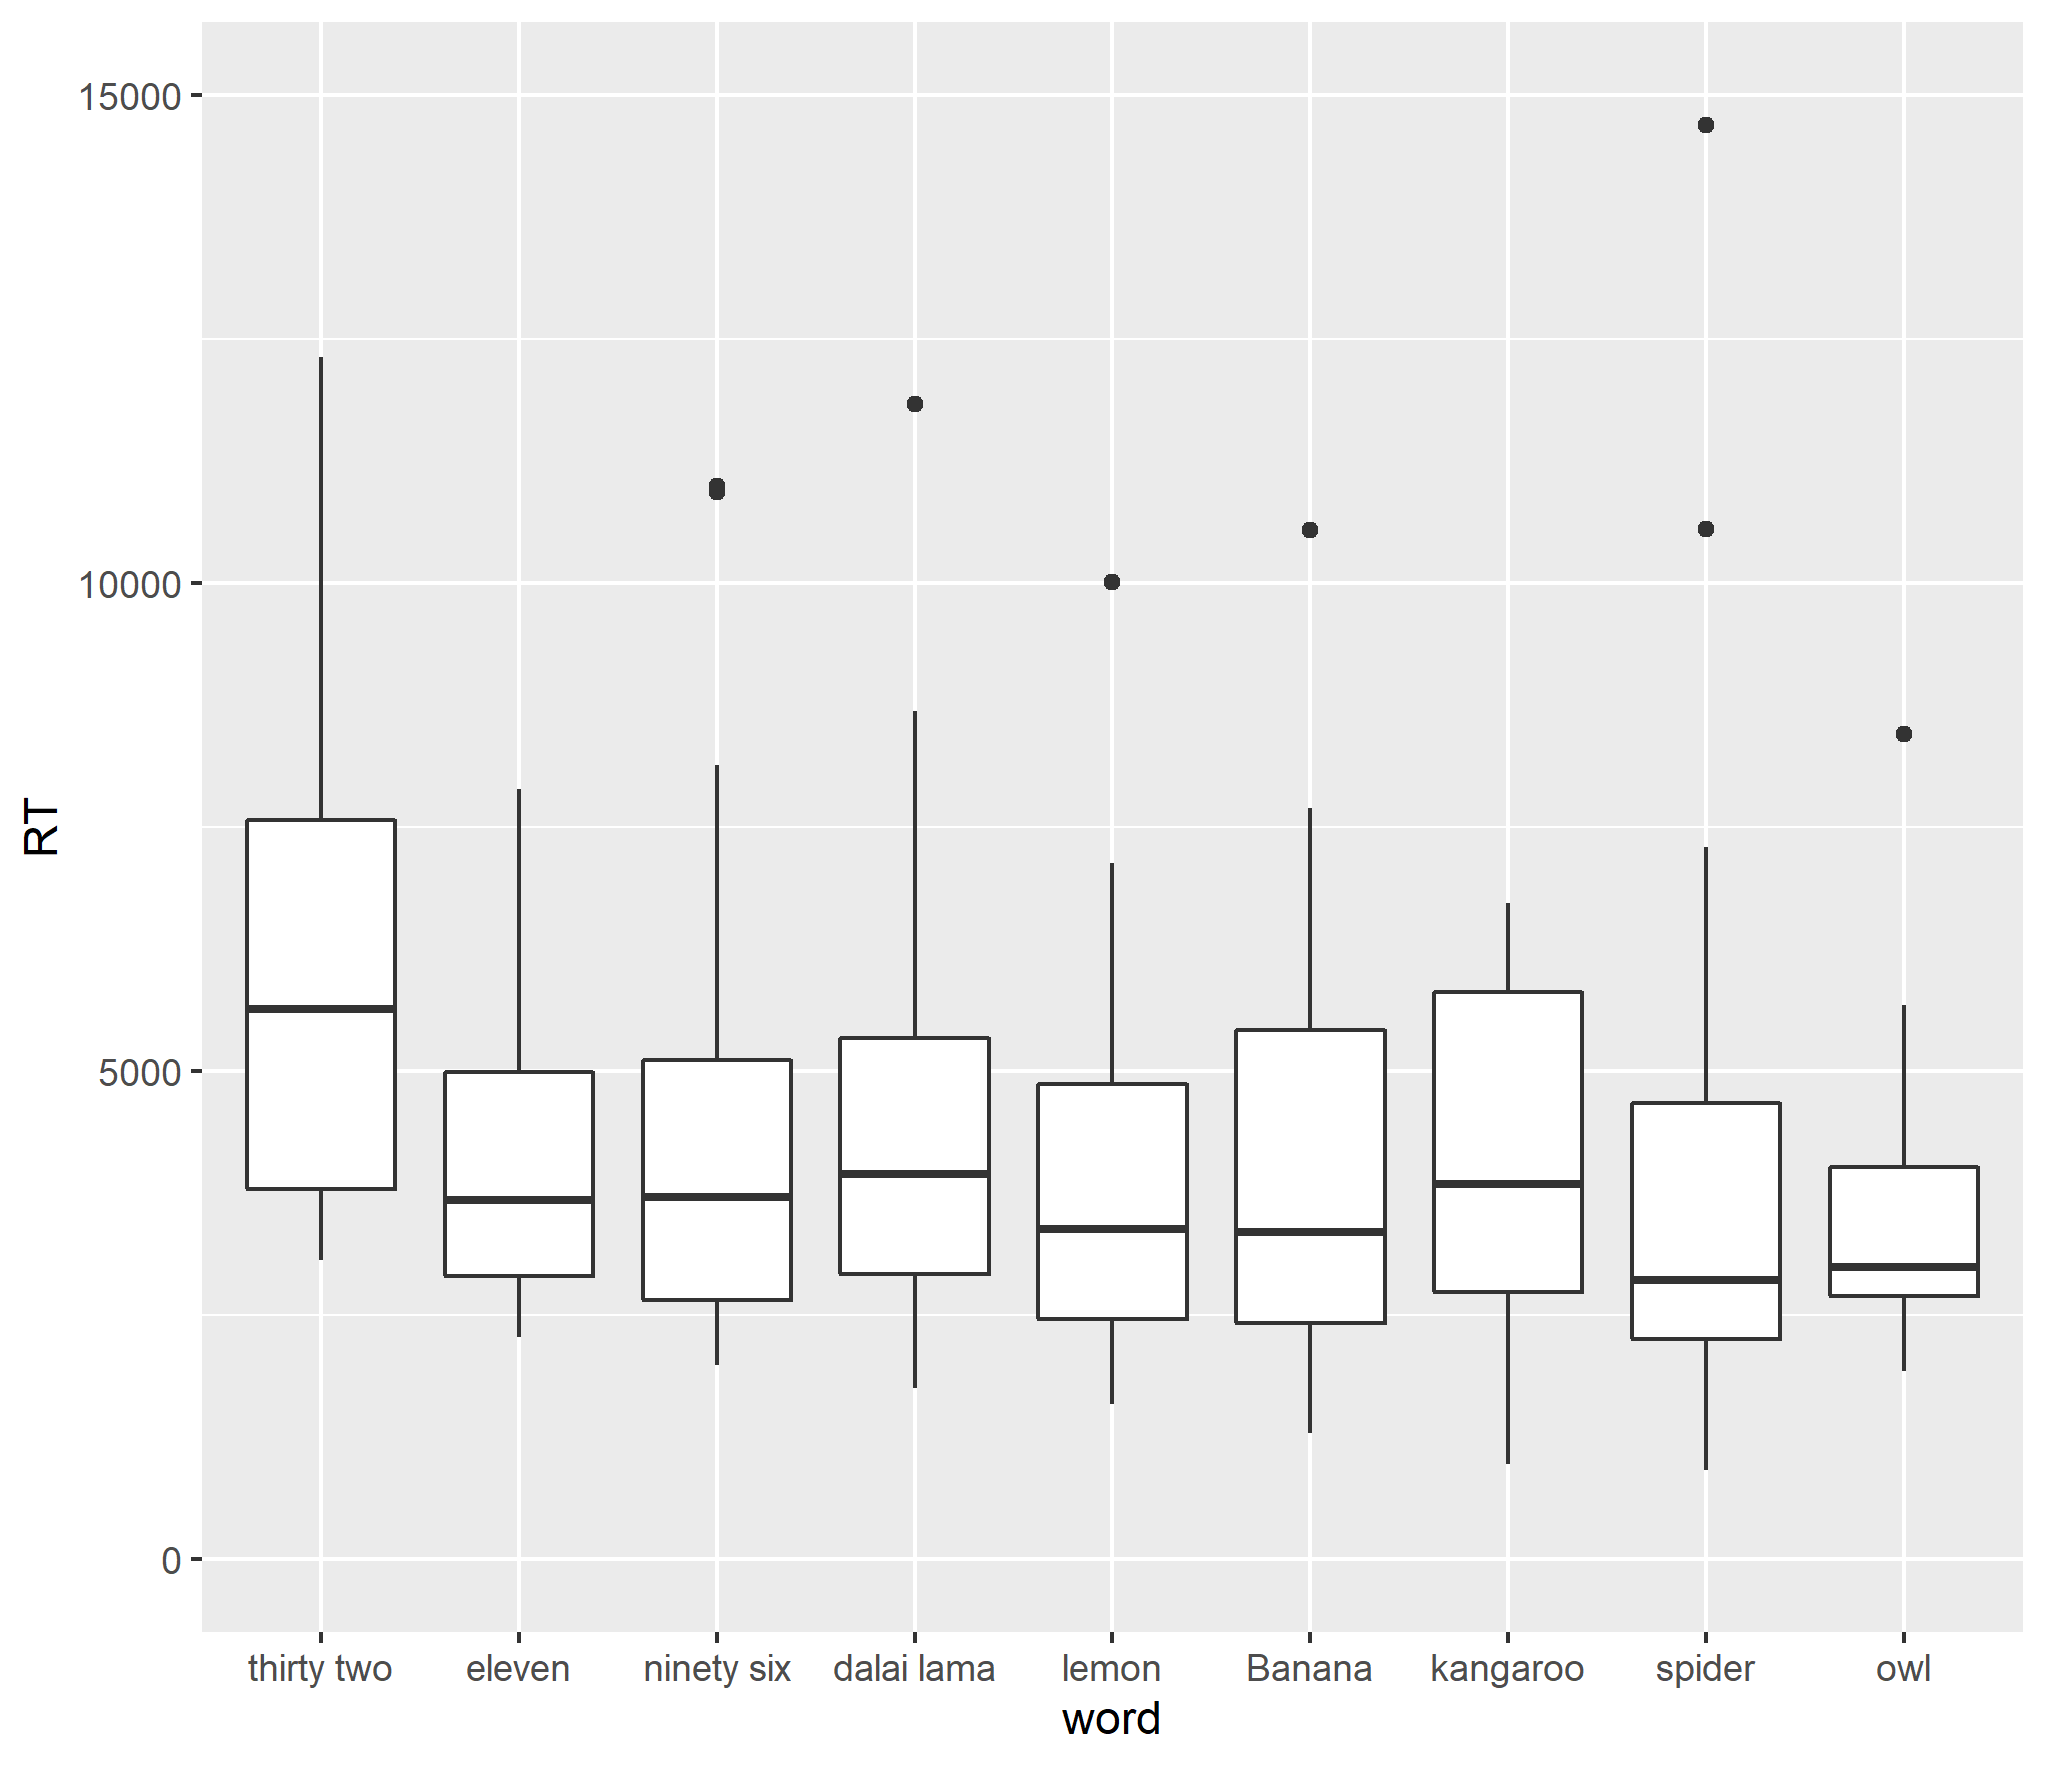 15000
10000
5000
0
RT
thirty two eleven ninety six dalai lama lemon Banana kangaroo spider owl
word